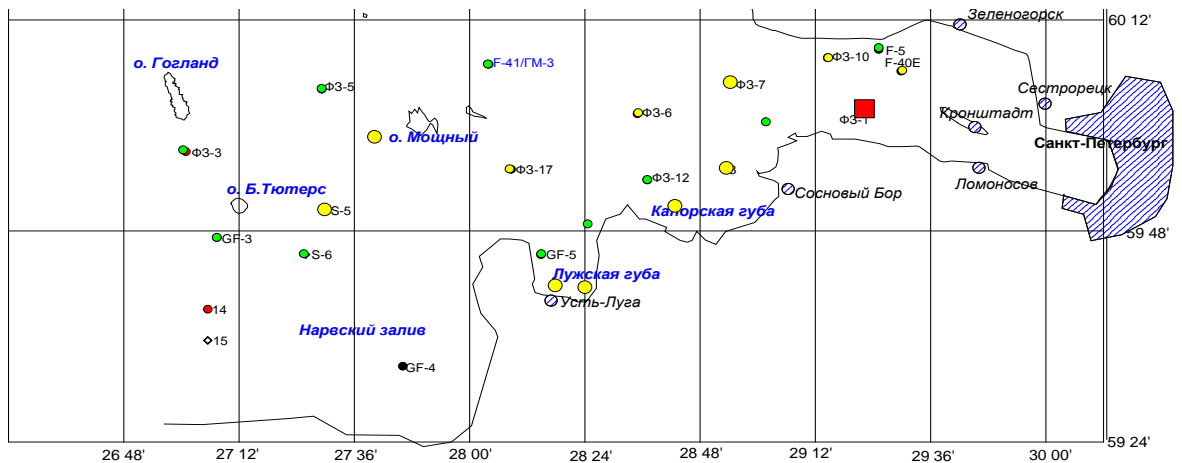 Зеленогорск
60 12'
о. Гогланд
F-41/ГМ-3
ФЗ-10
F-5
F-40E
ФЗ-5
ФЗ-7
Сестрорецк
ФЗ-6
ФЗ-1
Кронштадт
о. Мощный
Санкт-Петербург
ФЗ-3
ФЗ-17
ФЗ-12
3
Ломоносов
о. Б.Тютерс
Сосновый Бор
S-5
Капорская губа
GF-3
59 48'
S-6
GF-5
Лужская губа
Усть-Луга
14
Нарвский залив
15
GF-4
59 24'
26 48'
27 12'
27 36'
28 00'
28 24'
28 48'
29 12'
29 36'
30 00'